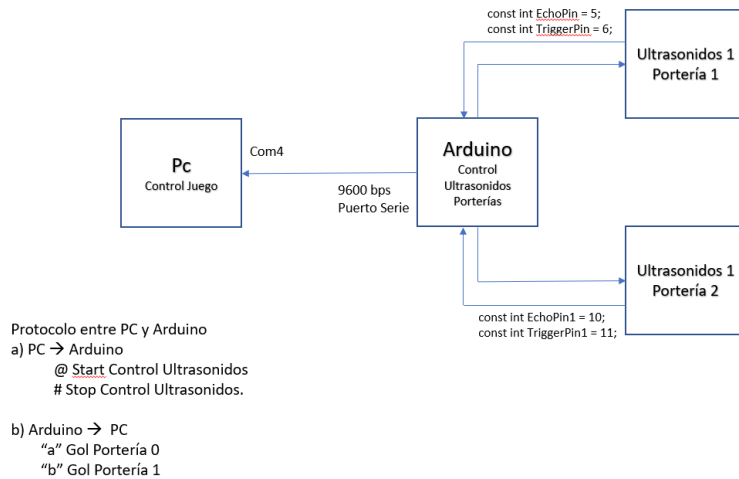 const int EchoPin = 5;
const int TriggerPin = 6;
Ultrasonidos 1
Portería 1
Pc
Control Juego
Com4
9600 bps
Puerto Serie
Arduino
Control
Ultrasonidos
Porterías
Ultrasonidos 1
Portería 2
const int EchoPin1 = 10;
const int TriggerPin1 = 11;
Protocolo entre PC y Arduino
a) PC → Arduino
@ Start Control Ultrasonidos
# Stop Control Ultrasonidos.
b) Arduino → PC
“a” Gol Portería 0
“b” Gol Portería 1